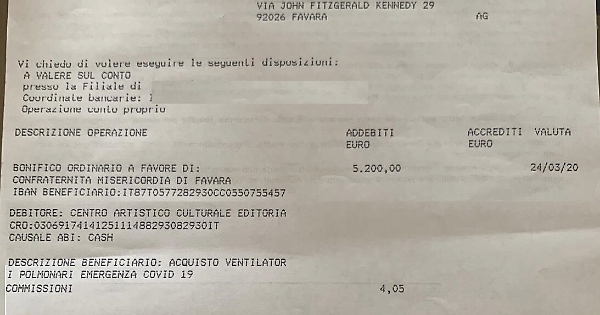 VIA JOHN FITZGERALD KENNEDY 29
92026 FAVARA AG
Vi chiedo di volere eseguire le seguenti disposizioni:
A VALERE SUL CONTO
presso la Filiale di
Coordinate bancarie:
Operazione conto proprio
DESCRIZIONE OPERAZIONE ADDEBITI ACCREDITI VALUTA
EURO EURO
BONIFICO ORDINARIO A FAVORE DI: 5.200,00 24/03/20
CONFRATERNITA MISERICORDIA DI FAVARA
IBAN BENEFICIARIO:IT87T0577282930CC0550755457
DEBITORE: CENTRO ARTISTICO CULTURALE EDITORIA
CRO:0306917414125111488293082930IT
CAUSALE ABI: CASH
DESCRIZIONE BENEFICIARIO: ACQUISTO VENTILATOR
I POLMONARI EMERGENZA COVID 19
COMMISSIONI 4,05